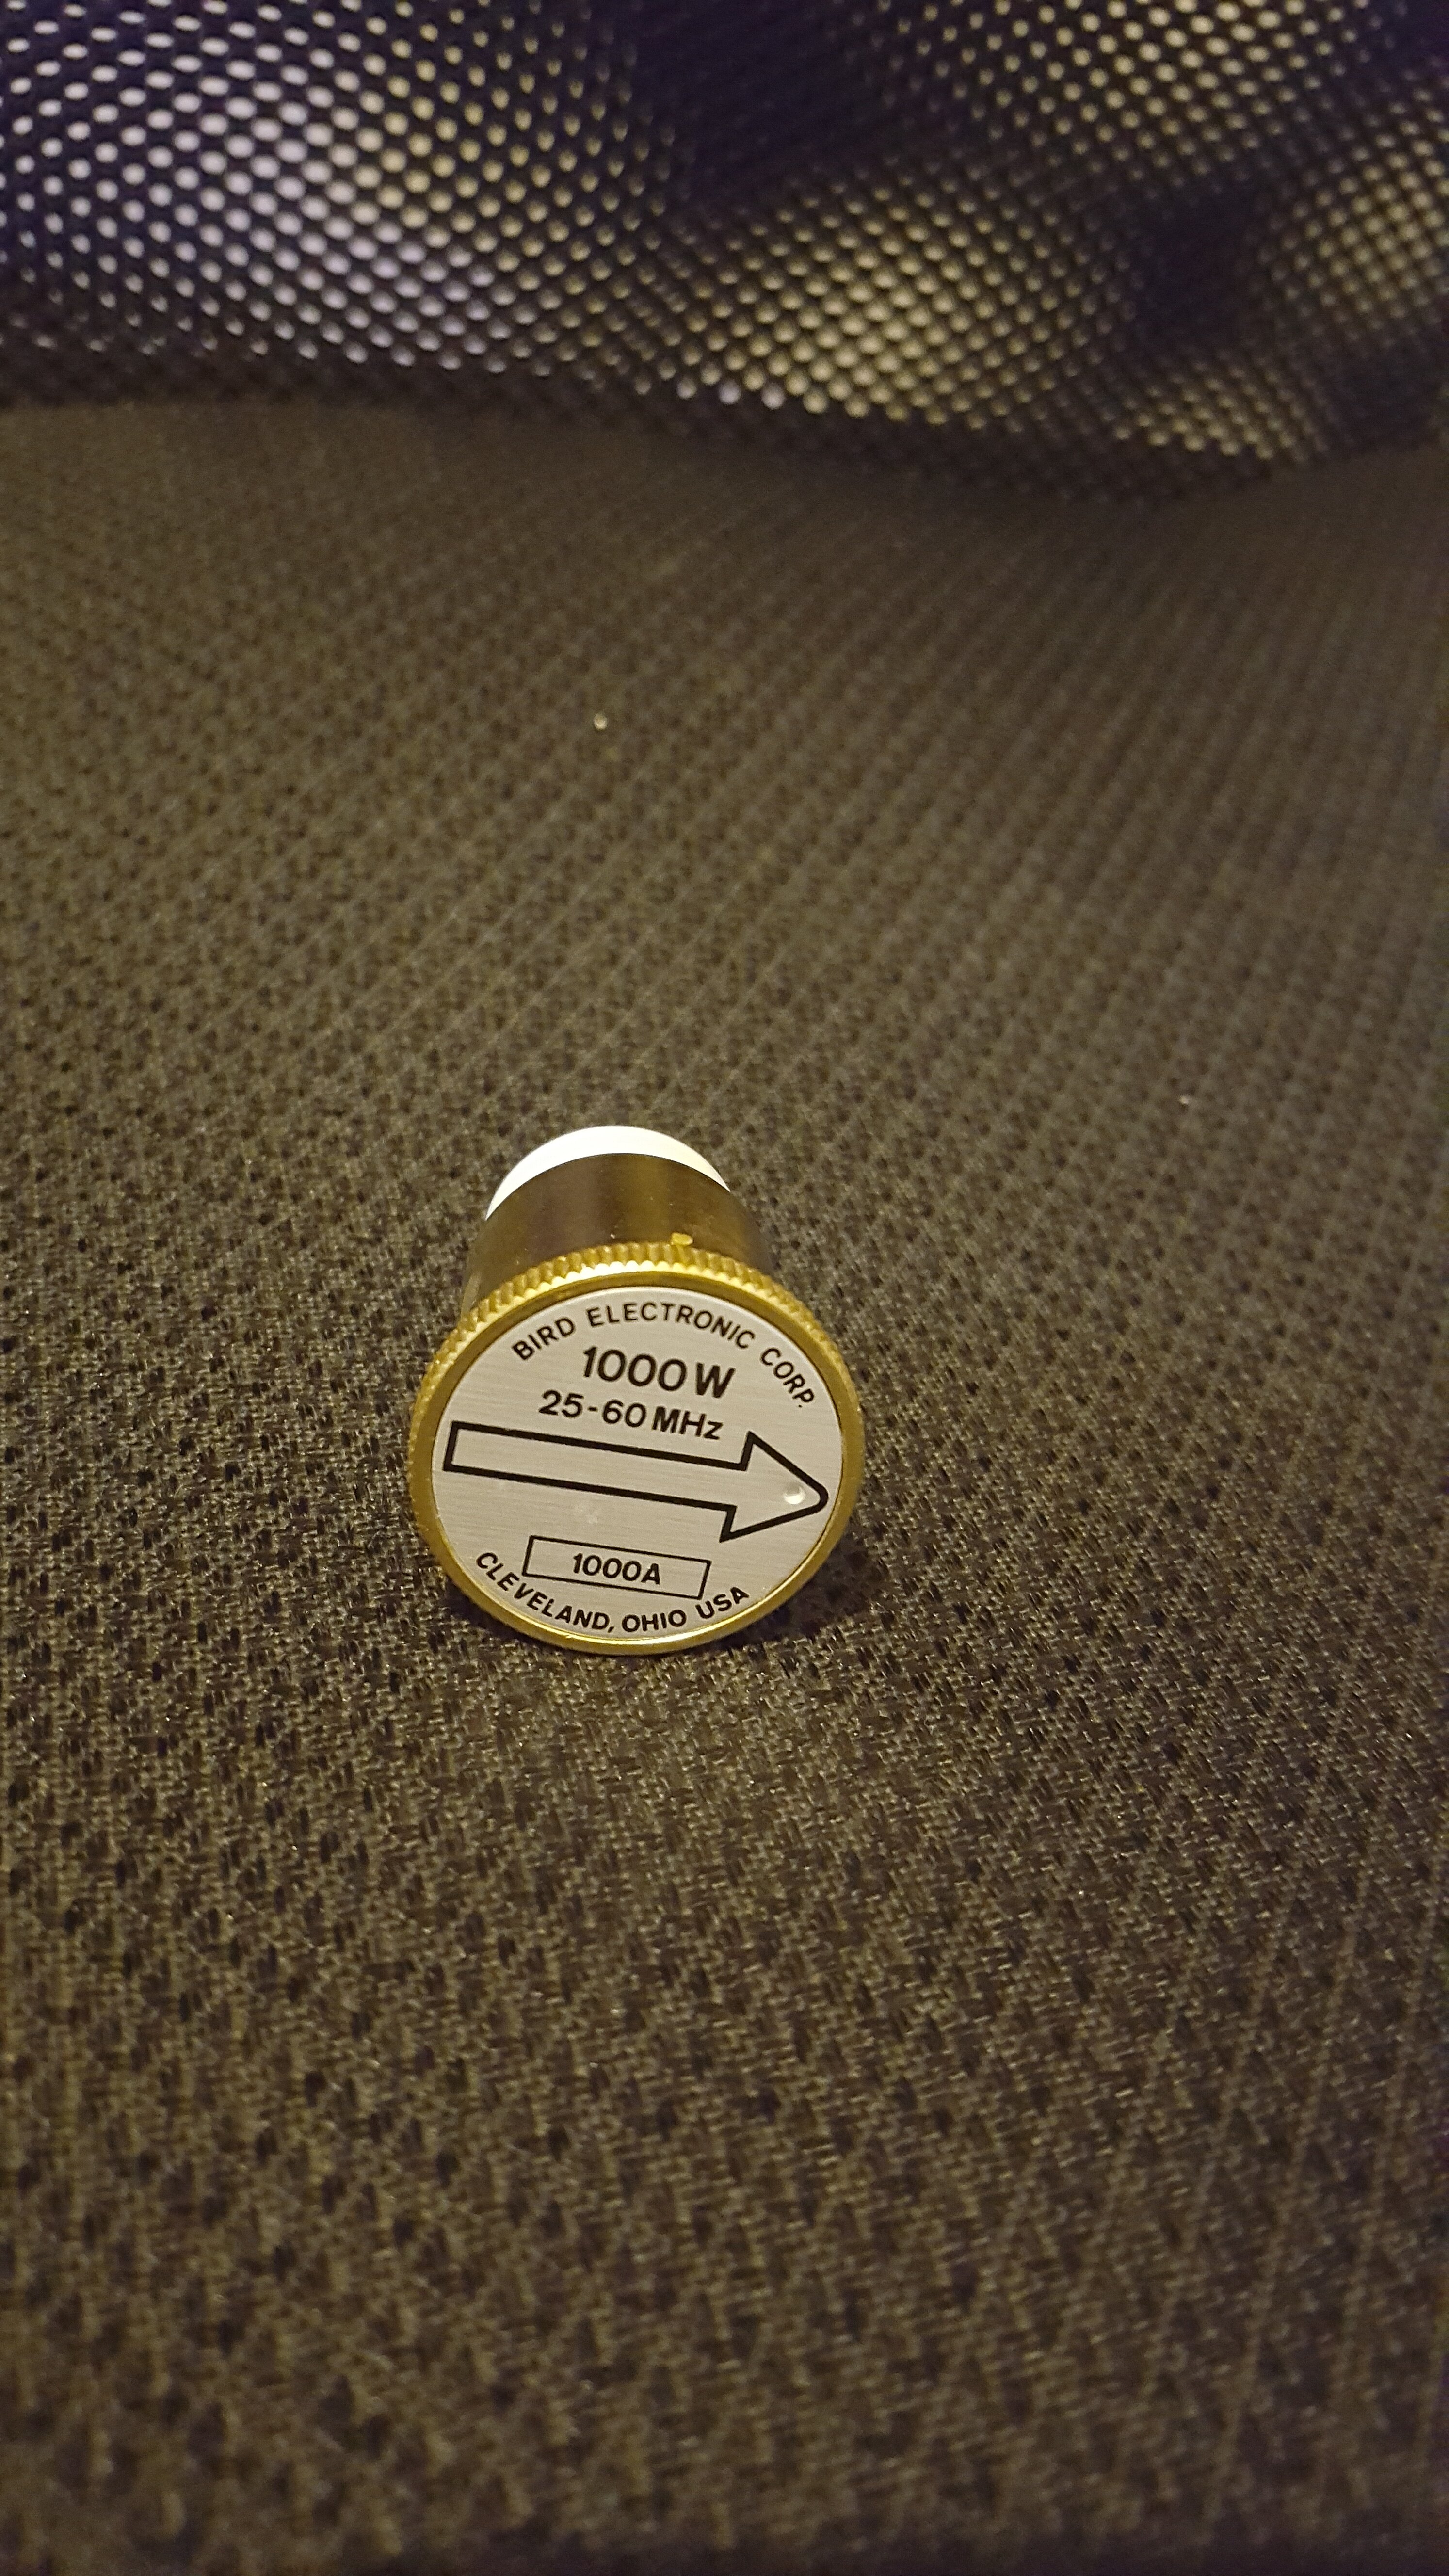 BIRD ELECTRONIC CORP.
1000W
25-60 MHz
1000A
CLEVELAND, OHIO USA